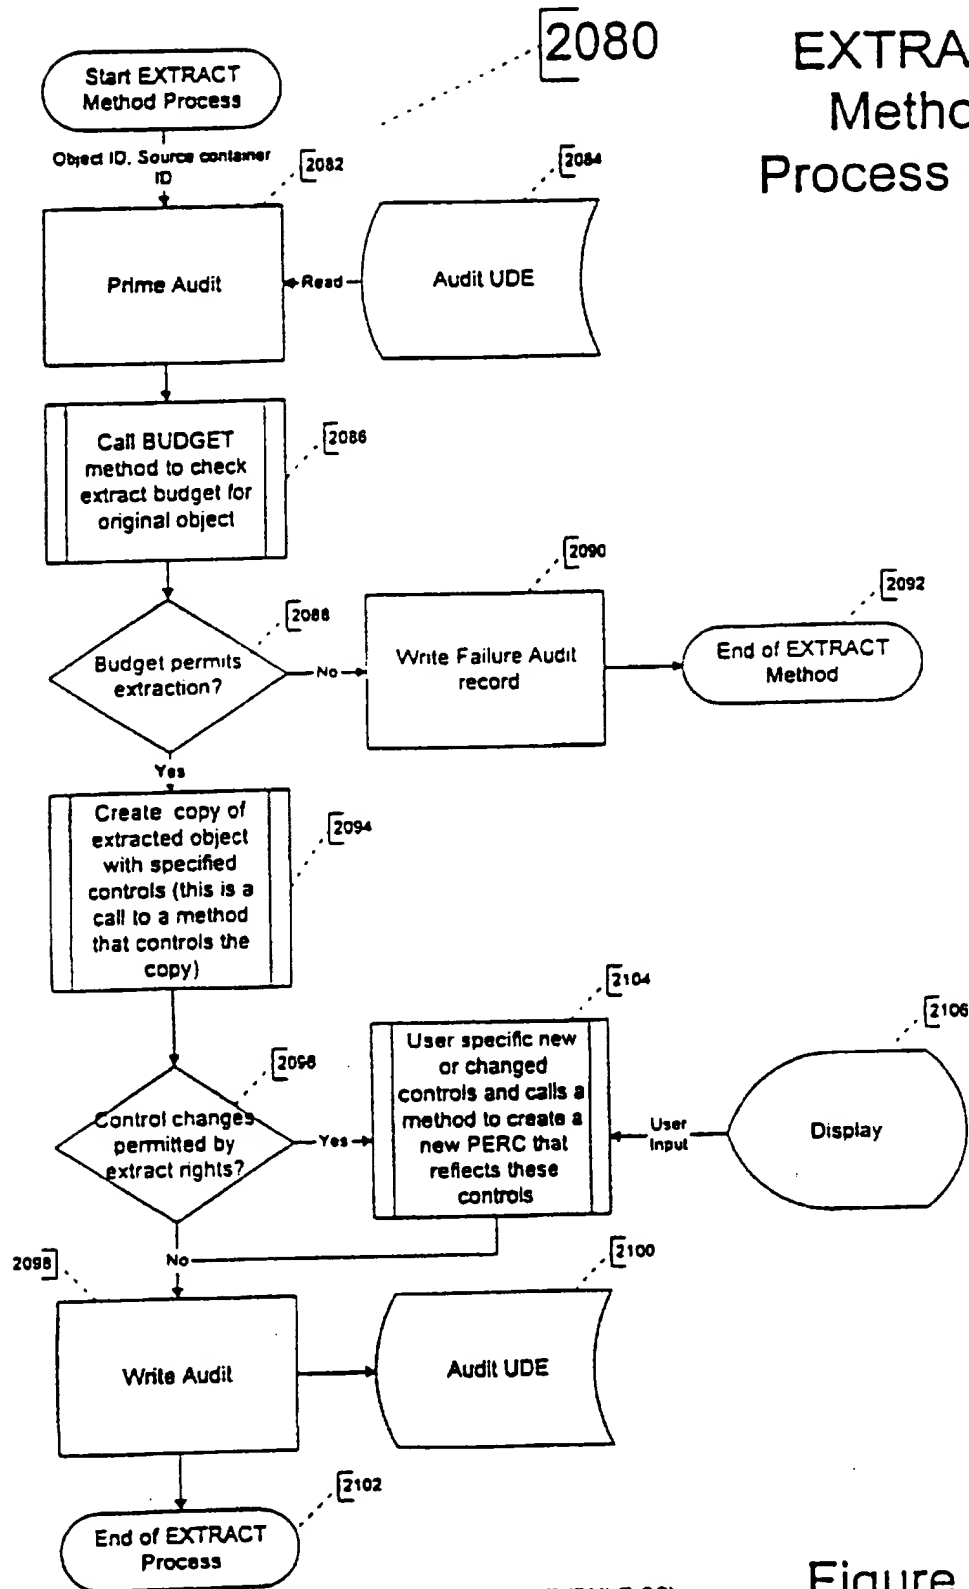 2080
EXTRA
Metho
Process
Start EXTRACT
Method Process
Object ID, Source container
ID
2082
2084
Prime Audit
Read
Audit UDE
Call BUDGET
method to check
extract budget for
original object
2086
2088
Budget permits
extraction?
No
2090
Write Failure Audit
record
2092
End of EXTRACT
Method
Yes
Create copy of
extracted object
with specified
controls (this is a
call to a method
that controls the
copy)
2094
2096
Control changes
permitted by
extract rights?
Yes
2104
User specific new
or changed
controls and calls a
method to create a
new PERC that
reflects these
controls
User
Input
2106
Display
No
2098
Write Audit
2100
Audit UDE
2102
End of EXTRACT
Process
Figure